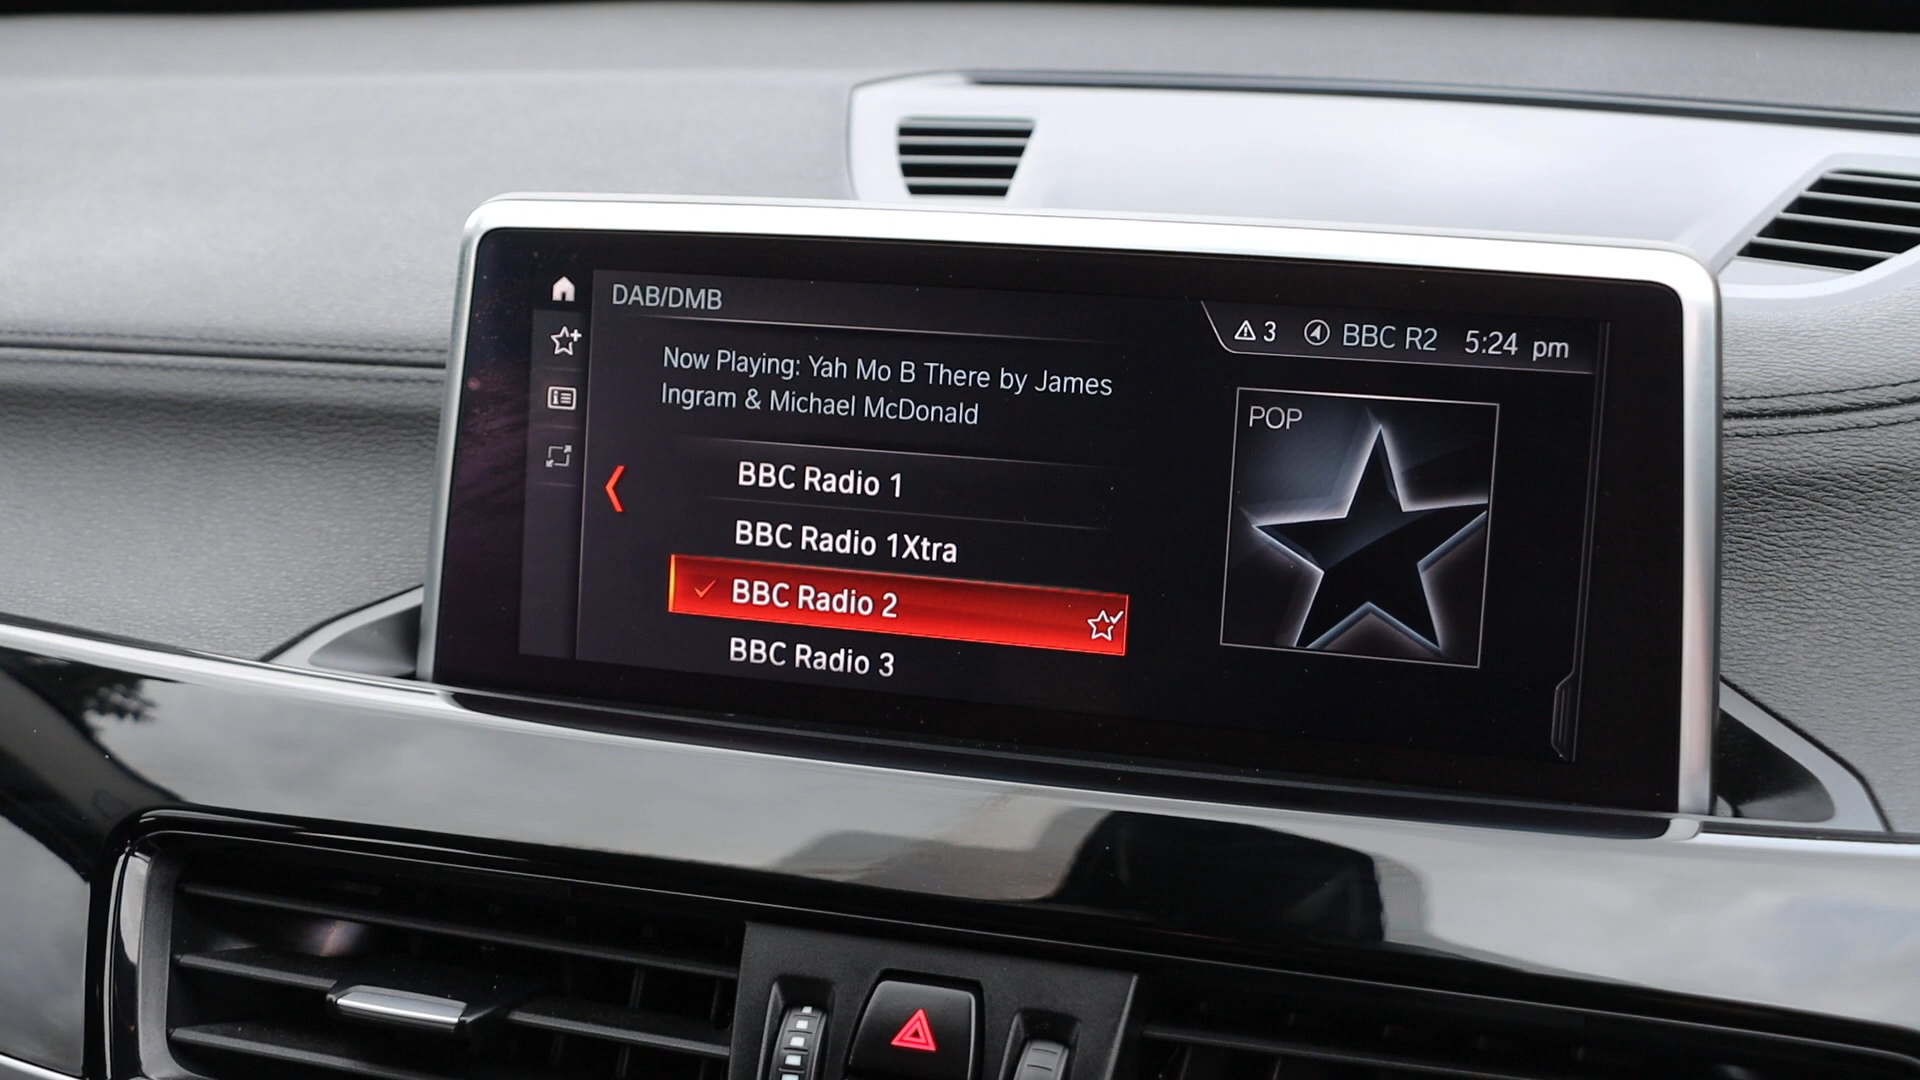 DAB/DMB
3 BBC R2 5:24 pm
Now Playing: Yah Mo B There by James
Ingram & Michael McDonald
POP
BBC Radio 1
BBC Radio 1Xtra
BBC Radio 2
BBC Radio 3